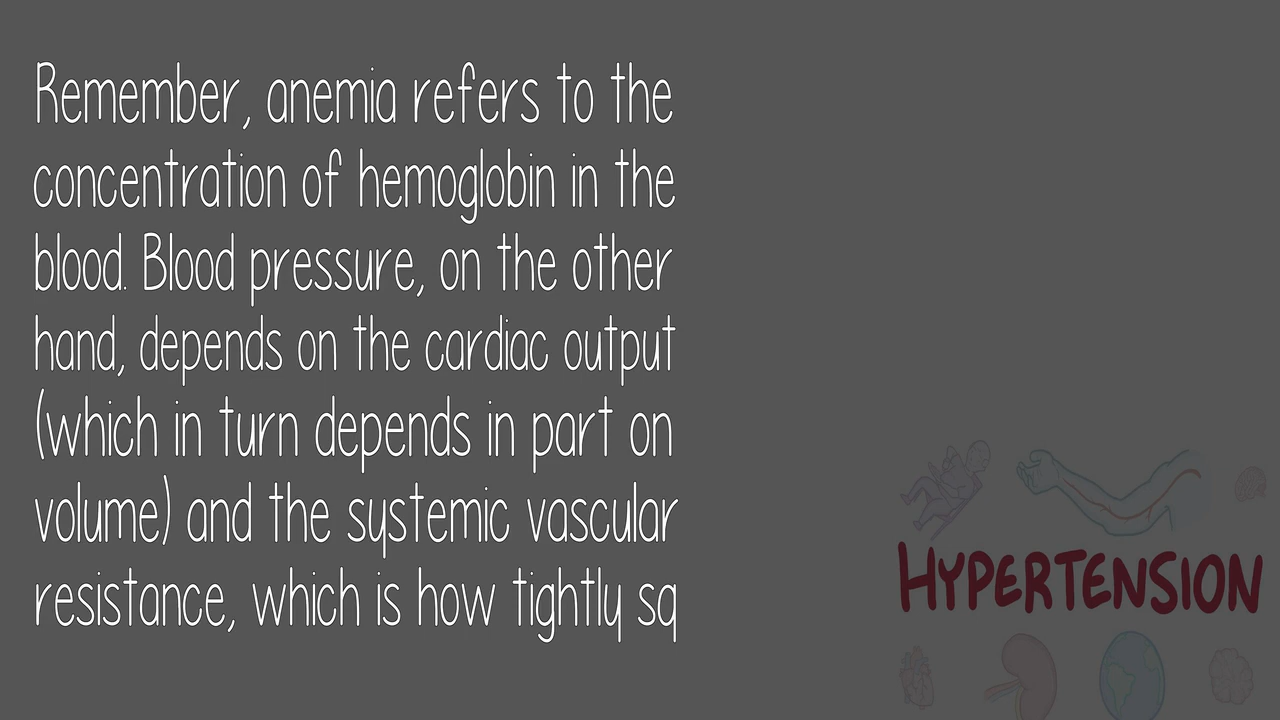 Remember, anemia refers to the
concentration of hemoglobin in the
blood. Blood pressure, on the other
hand, depends on the cardiac output
(which in turn depends in part on
volume) and the systemic vascular
resistance, which is how tightly sq
HYPERTENSION